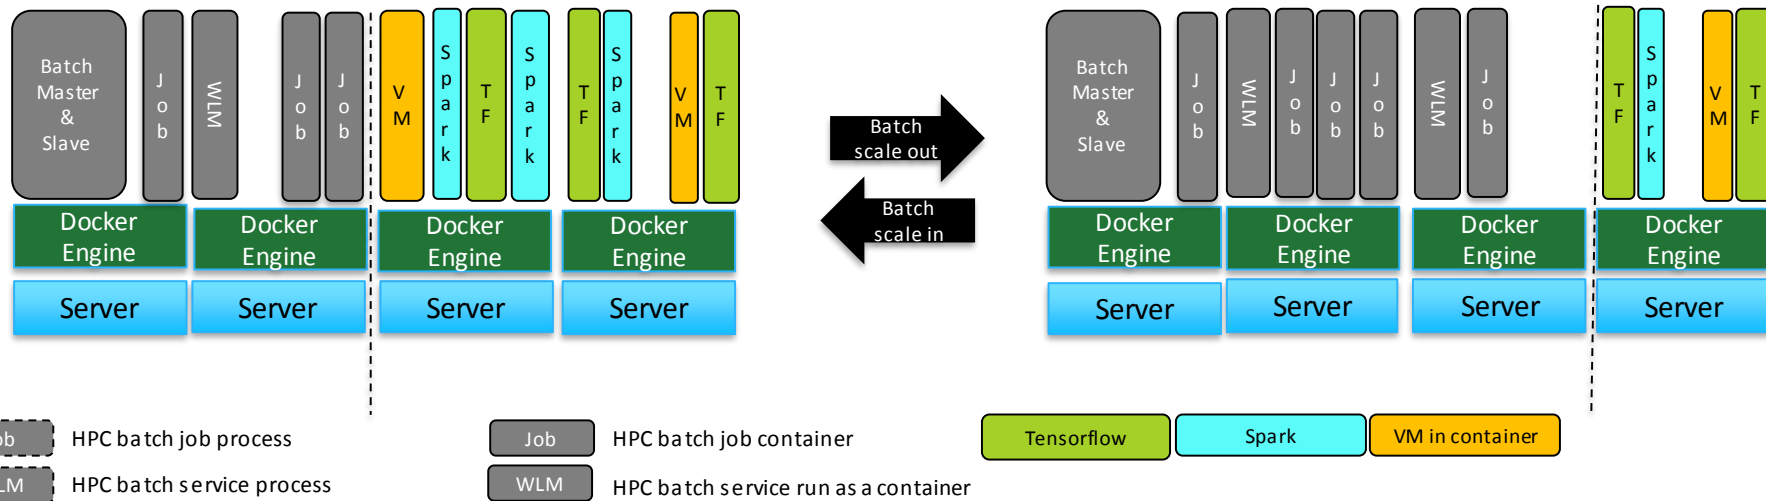 Batch
Master
&
Slave
Job
WLM
Job
Job
VM
Spark
TF
Spark
TF
Spark
VM
TF
Docker
Engine
Docker
Engine
Docker
Engine
Docker
Engine
Server
Server
Server
Server
Batch
scale out
Batch
scale in
Batch
Master
&
Slave
Job
WLM
Job
Job
Job
WLM
Job
TF
Spark
VM
TF
Docker
Engine
Docker
Engine
Docker
Engine
Docker
Engine
Server
Server
Server
Server
ob
HPC batch job process
Job
HPC batch job container
Tensorflow
Spark
VM in container
LM
HPC batch service process
WLM
HPC batch service run as a container